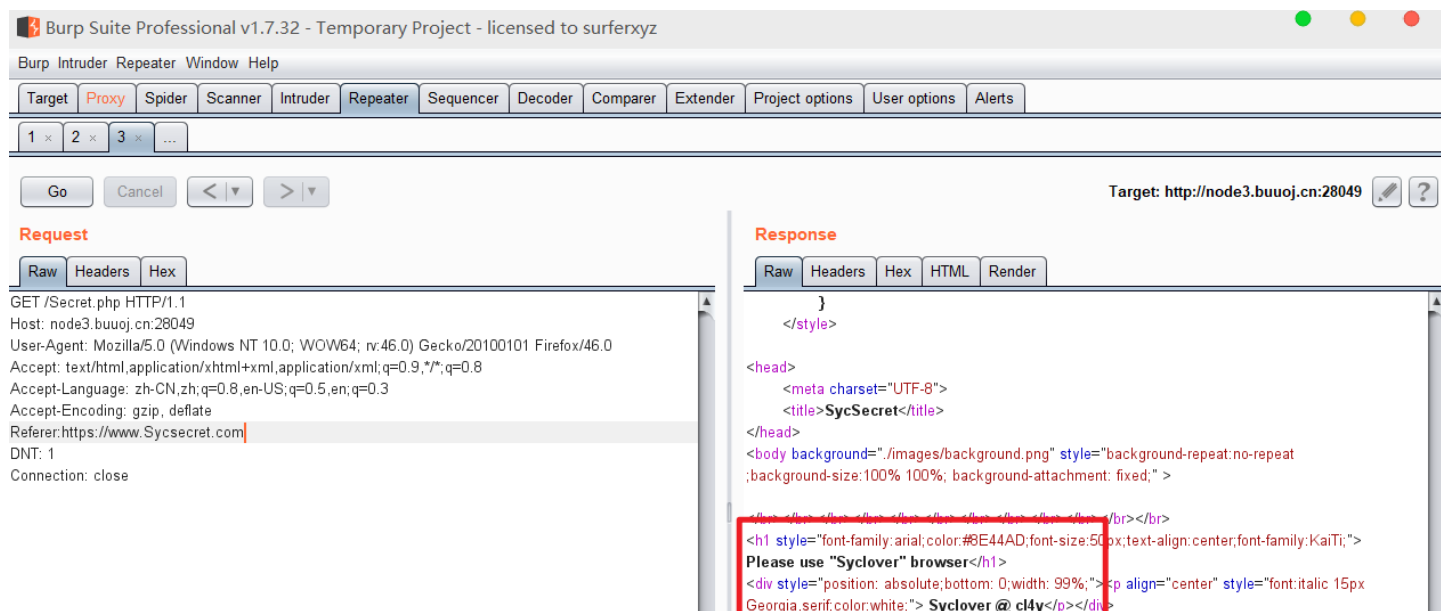 Burp Suite Professional v1.7.32 - Temporary Project - licensed to surferxyz
Burp Intruder Repeater Window Help
Target Proxy Spider Scanner Intruder Repeater Sequencer Decoder Comparer Extender Project options User options Alerts
1 × 2 × 3 × ...
Go Cancel < ▼ > ▼ Target: http://node3.buuoj.cn:28049 ?
Request
Raw Headers Hex
GET /Secret.php HTTP/1.1
Host: node3.buuoj.cn:28049
User-Agent: Mozilla/5.0 (Windows NT 10.0; WOW64; rv:46.0) Gecko/20100101 Firefox/46.0
Accept: text/html,application/xhtml+xml,application/xml;q=0.9,*/*;q=0.8
Accept-Language: zh-CN,zh;q=0.8,en-US;q=0.5,en;q=0.3
Accept-Encoding: gzip, deflate
Referer:https://www.Sycsecret.com
DNT: 1
Connection: close
Response
Raw Headers Hex HTML Render
}
</style>
<head>
<meta charset="UTF-8">
<title>SycSecret</title>
</head>
<body background="./images/background.png" style="background-repeat:no-repeat
;background-size:100% 100%; background-attachment: fixed;" >
</br></br>
<h1 style="font-family:arial;color:#8E44AD;font-size:50px;text-align:center;font-family:KaiTi;">
Please use "Syclover" browser</h1>
<div style="position: absolute;bottom: 0;width: 99%;"><p align="center" style="font:italic 15px
Georgia,serif;color:white;"> Syclover @ cl4y</p></div>